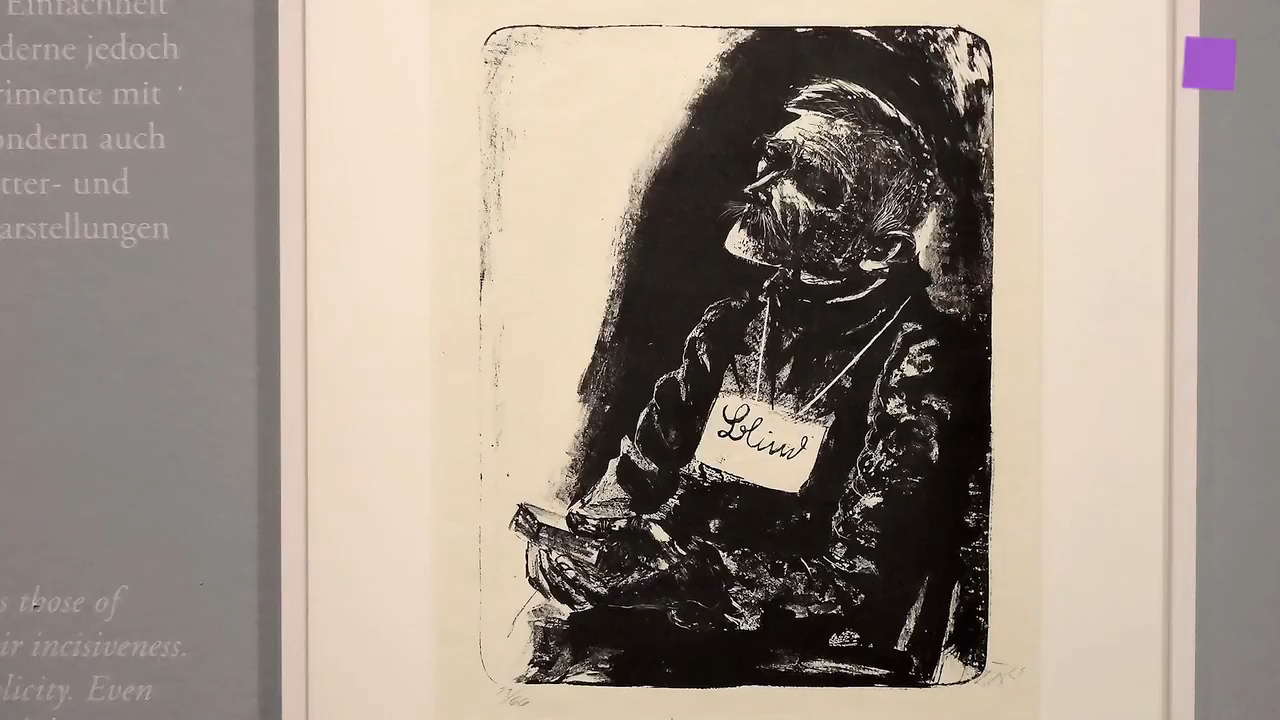 Einfachheit
derne jedoch
rimente mit
ondern auch
tter- und
arstellungen
s those of
ir incisiveness.
licity. Even
Blind